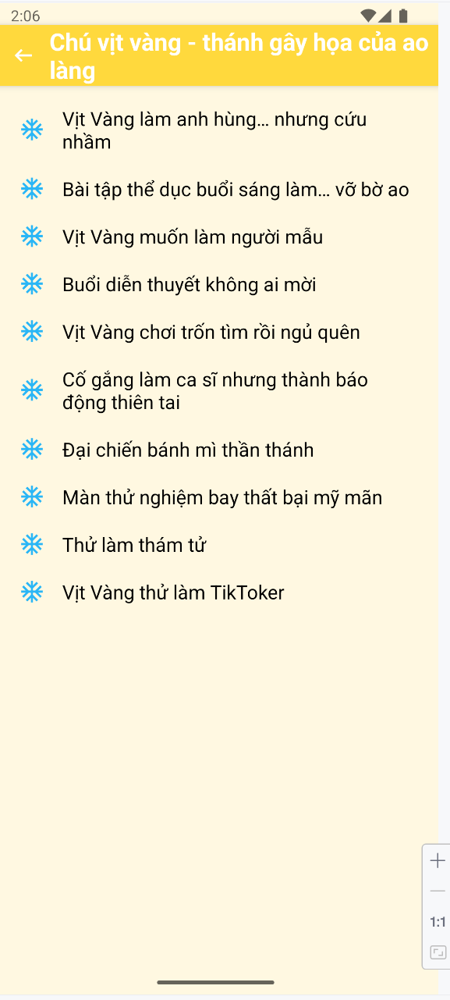 2:06
Chú vịt vàng - thánh gây họa của ao
làng
Vịt Vàng làm anh hùng... nhưng cứu
nhầm
Bài tập thể dục buổi sáng làm... vỡ bờ ao
Vịt Vàng muốn làm người mẫu
Buổi diễn thuyết không ai mời
Vịt Vàng chơi trốn tìm rồi ngủ quên
Cố gắng làm ca sĩ nhưng thành báo
động thiên tai
Đại chiến bánh mì thần thánh
Màn thử nghiệm bay thất bại mỹ mãn
Thử làm thám tử
Vịt Vàng thử làm TikToker
1:1